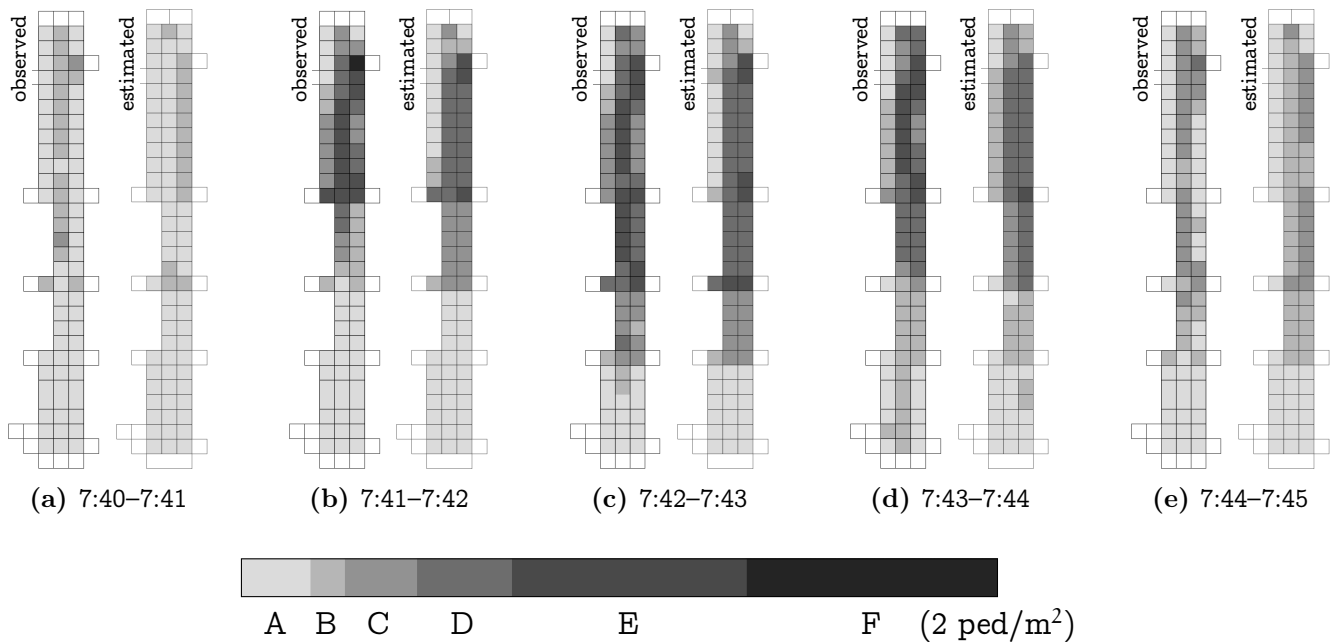 observed
estimated
observed
estimated
observed
estimated
observed
estimated
observed
estimated
(a) 7:40–7:41
(b) 7:41–7:42
(c) 7:42–7:43
(d) 7:43–7:44
(e) 7:44–7:45
A B C D E F (2 ped/m²)